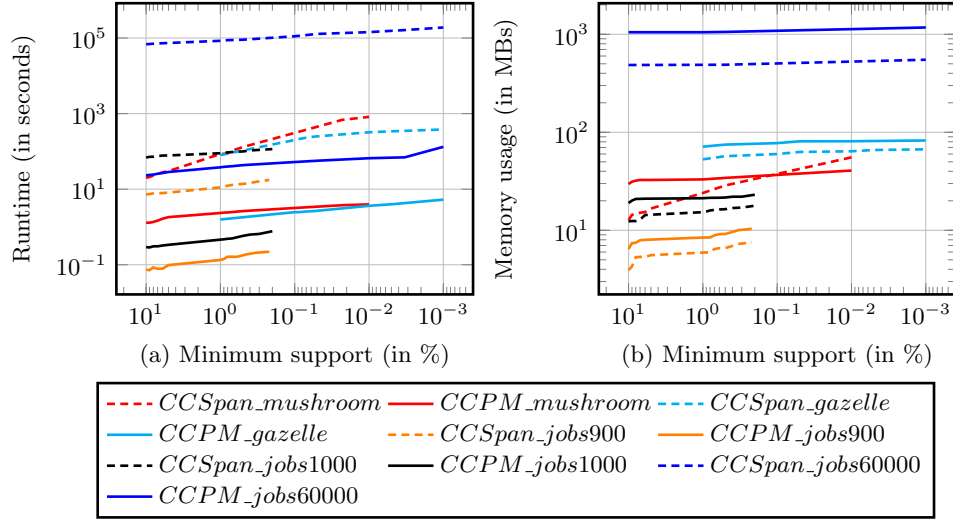 10^5
10^3
10^1
10^{-1}
Runtime (in seconds)
10^1 10^0 10^{-1} 10^{-2} 10^{-3}
(a) Minimum support (in %)
10^3
10^2
10^1
Memory usage (in MBs)
10^1 10^0 10^{-1} 10^{-2} 10^{-3}
(b) Minimum support (in %)
CCSpan_mushroom CCPM_mushroom CCSpan_gazelle
CCPM_gazelle CCSpan_jobs900 CCPM_jobs900
CCSpan_jobs1000 CCPM_jobs1000 CCSpan_jobs60000
CCPM_jobs60000